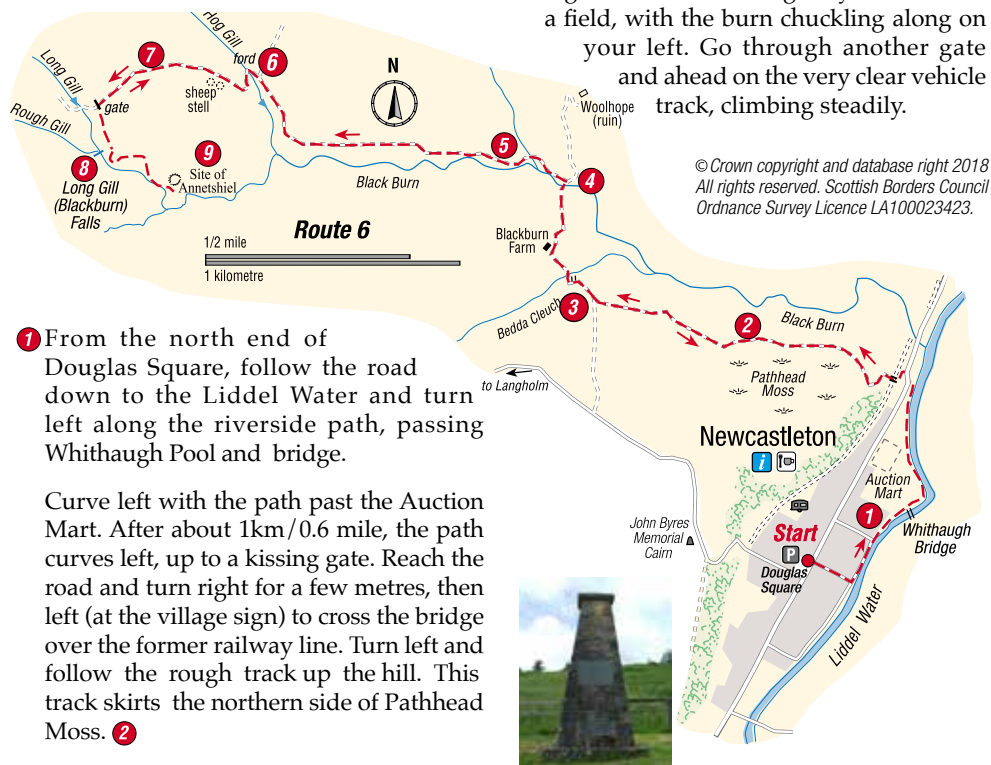 a field, with the burn chuckling along on
your left. Go through another gate
and ahead on the very clear vehicle
track, climbing steadily.
© Crown copyright and database right 2018
All rights reserved. Scottish Borders Council
Ordnance Survey Licence LA100023423.
7
Hog Gill
ford
6
Long Gill
sheep
stell
gate
Rough Gill
N
Woolhope
(ruin)
5
8
Long Gill
(Blackburn)
Falls
9
Site of
Annetshiel
Black Burn
4
Route 6
1/2 mile
1 kilometre
Blackburn
Farm
3
Bedda Cleuch
2
Black Burn
to Langholm
Pathhead
Moss
Newcastleton
i
Auction
Mart
1
Whithaugh
Bridge
John Byres
Memorial
Cairn
Start
P
Douglas
Square
Liddel Water
1 From the north end of
Douglas Square, follow the road
down to the Liddel Water and turn
left along the riverside path, passing
Whithaugh Pool and bridge.
Curve left with the path past the Auction
Mart. After about 1km/0.6 mile, the path
curves left, up to a kissing gate. Reach the
road and turn right for a few metres, then
left (at the village sign) to cross the bridge
over the former railway line. Turn left and
follow the rough track up the hill. This
track skirts the northern side of Pathhead
Moss. 2